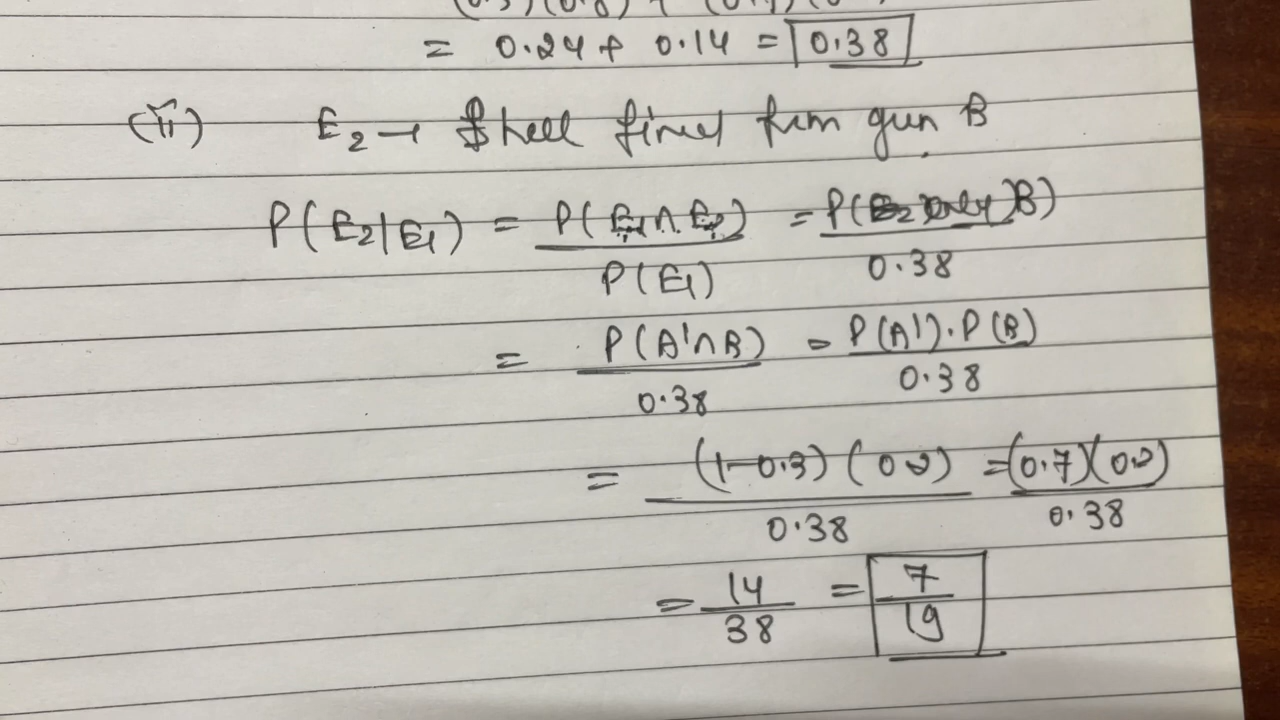 = 0.24 + 0.14 = 0.38
(ii) E2 → Shell fired from gun B
P(E2|E1) = P(E1∩E2) / P(E1) = P(B) / 0.38
= P(A'∩B) / 0.38 = P(A').P(B) / 0.38
= (1-0.3)(0.2) / 0.38 = (0.7)(0.2) / 0.38
= 14/38 = 7/19